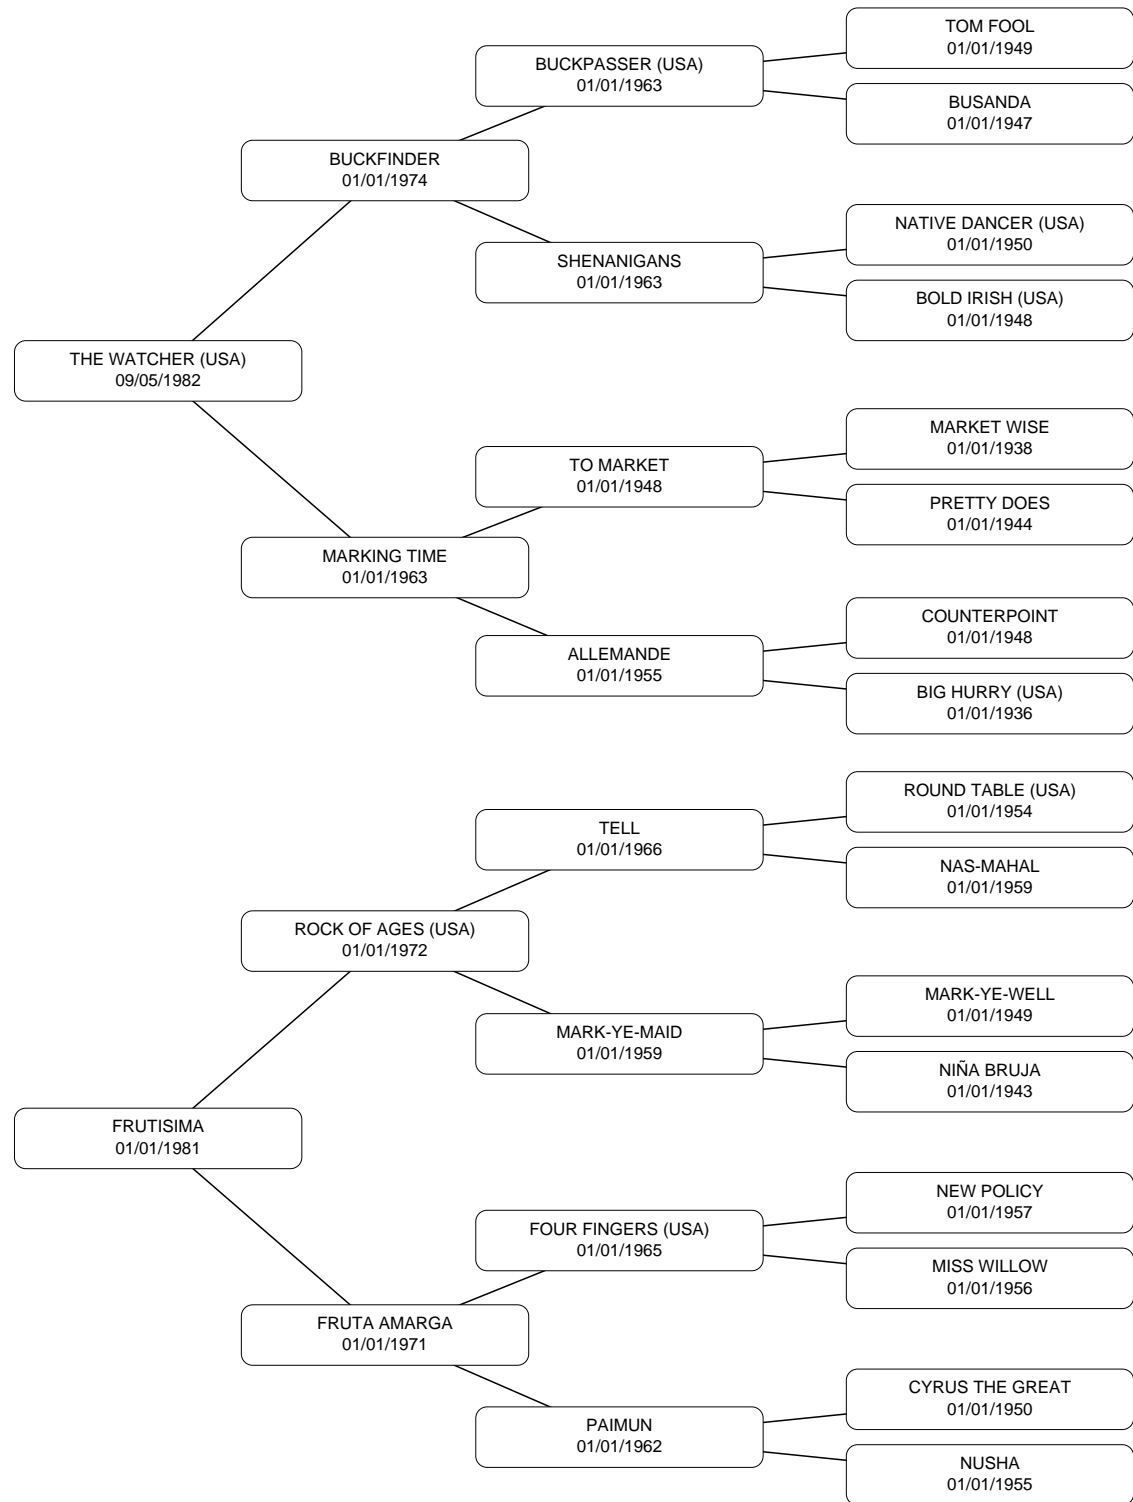 TOM FOOL
01/01/1949
BUCKPASSER (USA)
01/01/1963
BUSANDA
01/01/1947
BUCKFINDER
01/01/1974
NATIVE DANCER (USA)
01/01/1950
SHENANIGANS
01/01/1963
BOLD IRISH (USA)
01/01/1948
THE WATCHER (USA)
09/05/1982
MARKET WISE
01/01/1938
TO MARKET
01/01/1948
PRETTY DOES
01/01/1944
MARKING TIME
01/01/1963
COUNTERPOINT
01/01/1948
ALLEMANDE
01/01/1955
BIG HURRY (USA)
01/01/1936
ROUND TABLE (USA)
01/01/1954
TELL
01/01/1966
NAS-MAHAL
01/01/1959
ROCK OF AGES (USA)
01/01/1972
MARK-YE-WELL
01/01/1949
MARK-YE-MAID
01/01/1959
NIÑA BRUJA
01/01/1943
FRUTISIMA
01/01/1981
NEW POLICY
01/01/1957
FOUR FINGERS (USA)
01/01/1965
MISS WILLOW
01/01/1956
FRUTA AMARGA
01/01/1971
CYRUS THE GREAT
01/01/1950
PAIMUN
01/01/1962
NUSHA
01/01/1955